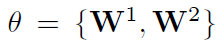 θ = {W¹, W²}